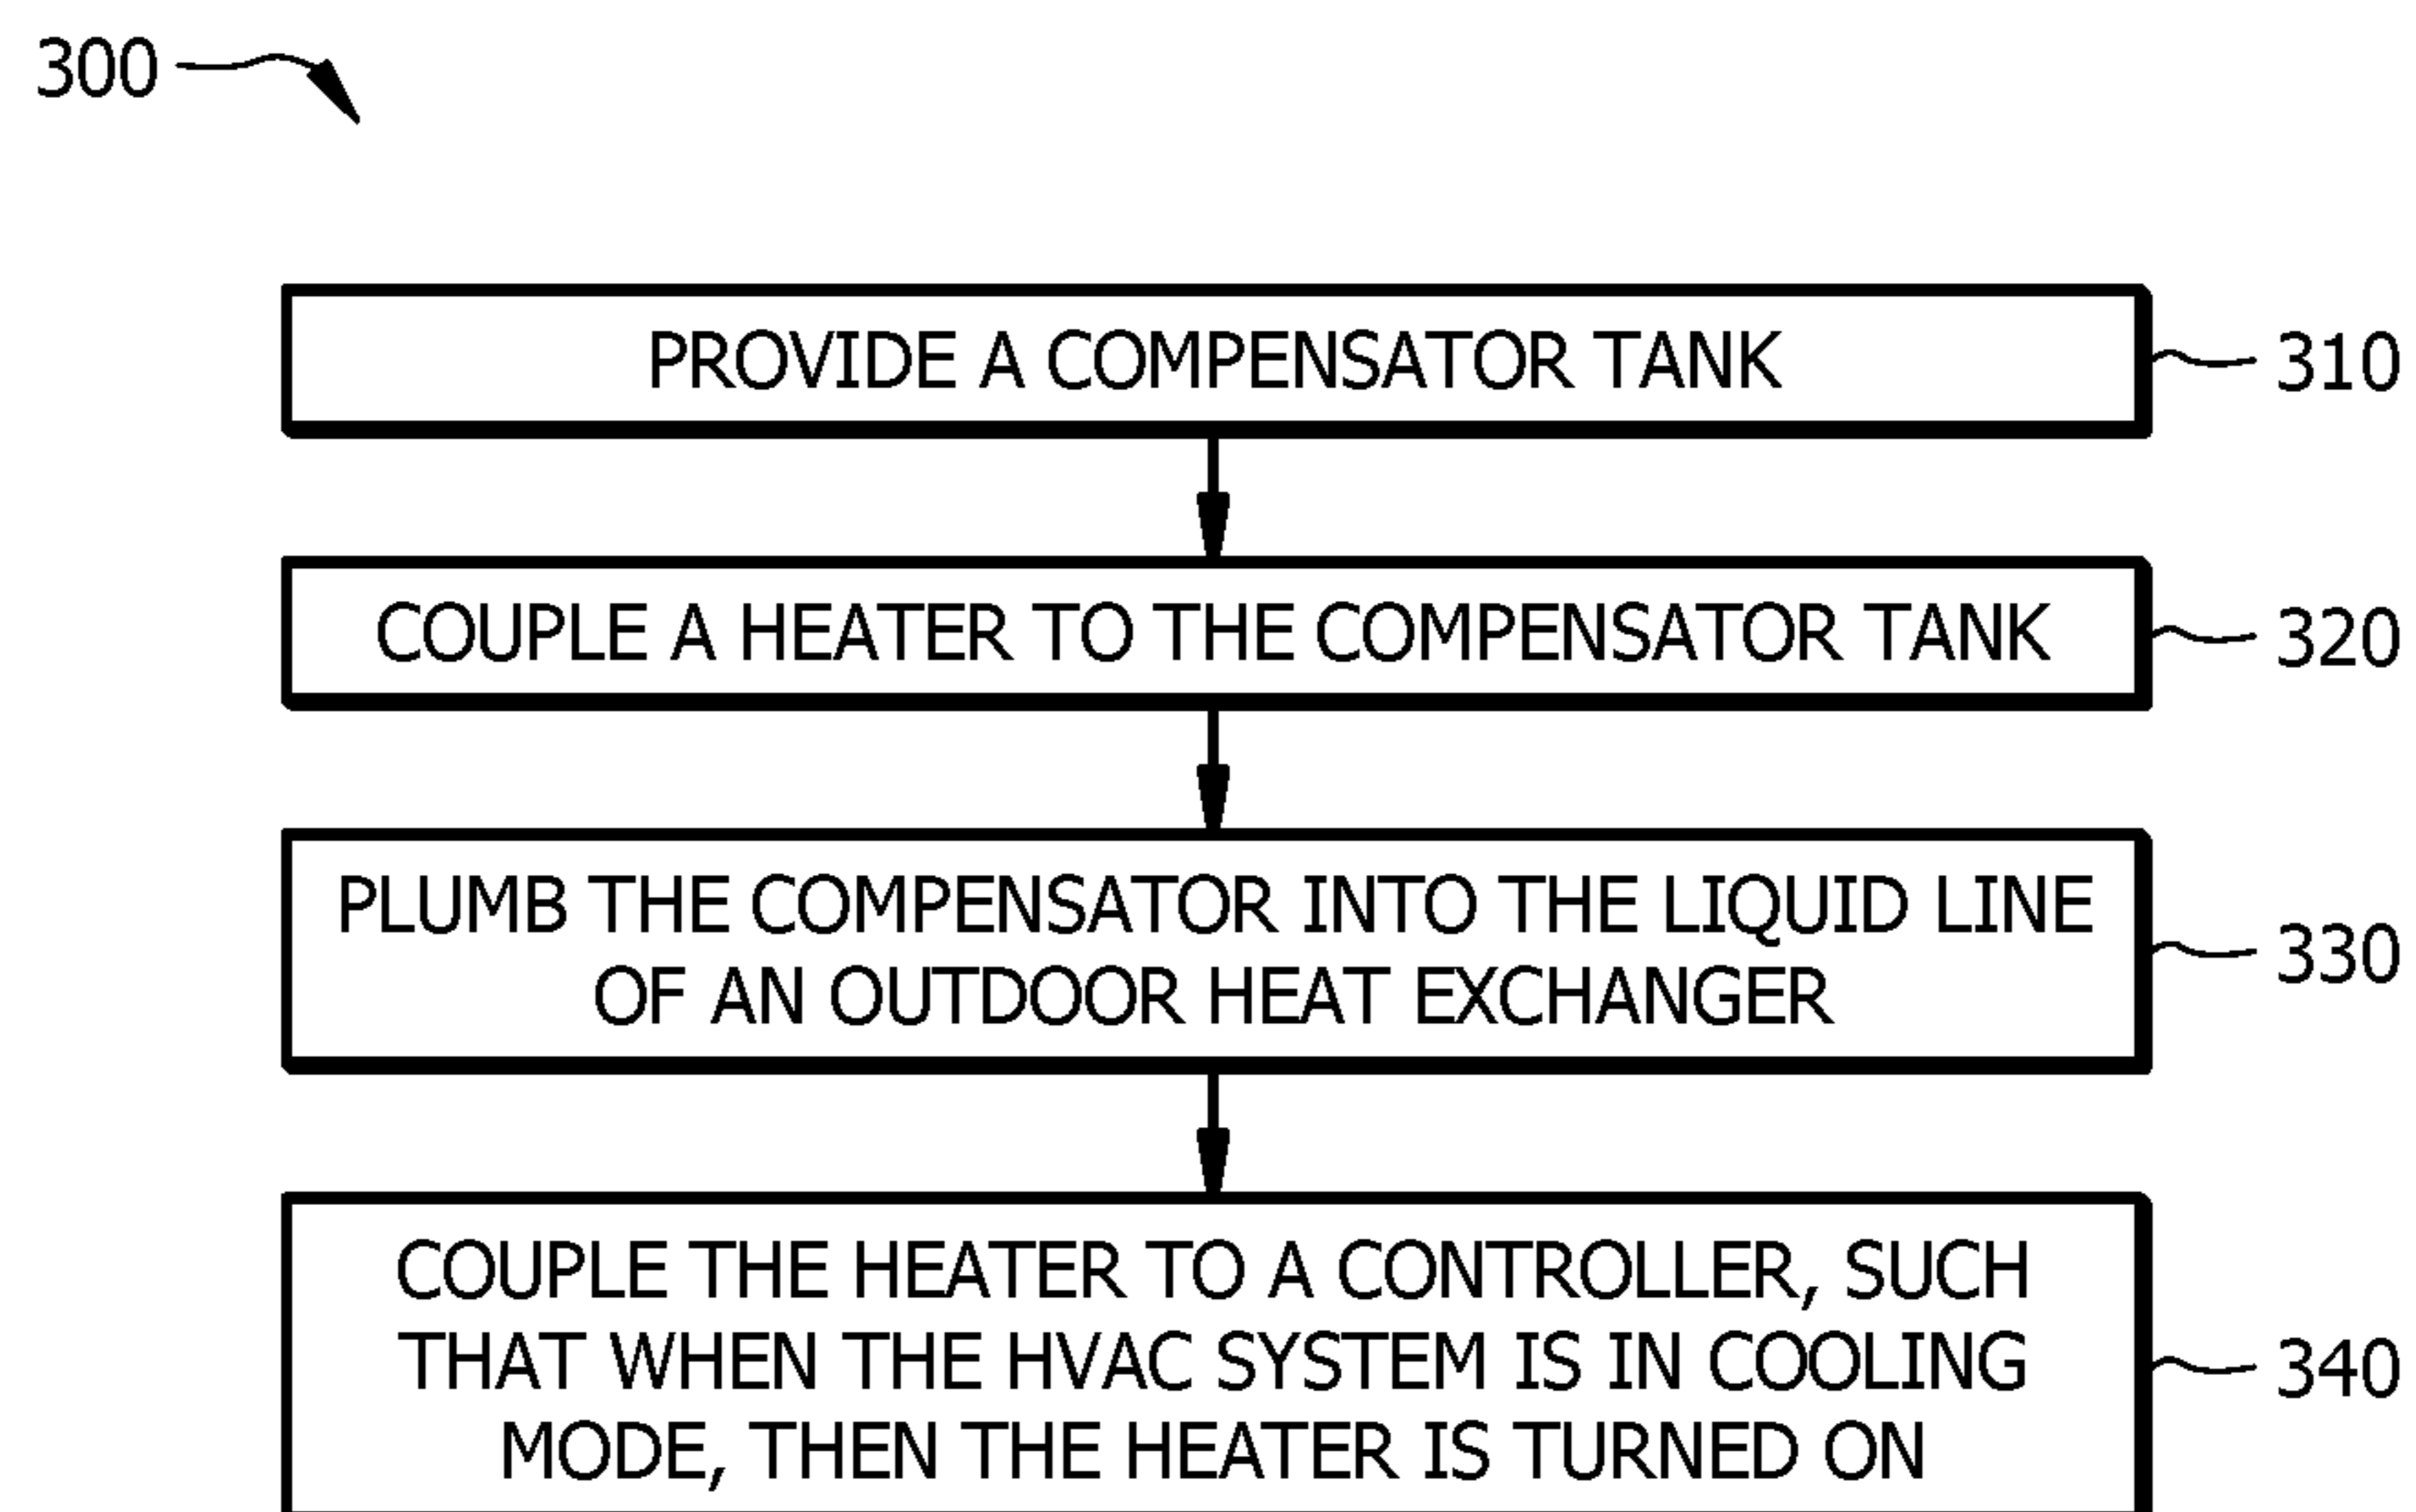 300
PROVIDE A COMPENSATOR TANK
310
COUPLE A HEATER TO THE COMPENSATOR TANK
320
PLUMB THE COMPENSATOR INTO THE LIQUID LINE
OF AN OUTDOOR HEAT EXCHANGER
330
COUPLE THE HEATER TO A CONTROLLER, SUCH
THAT WHEN THE HVAC SYSTEM IS IN COOLING
MODE, THEN THE HEATER IS TURNED ON
340